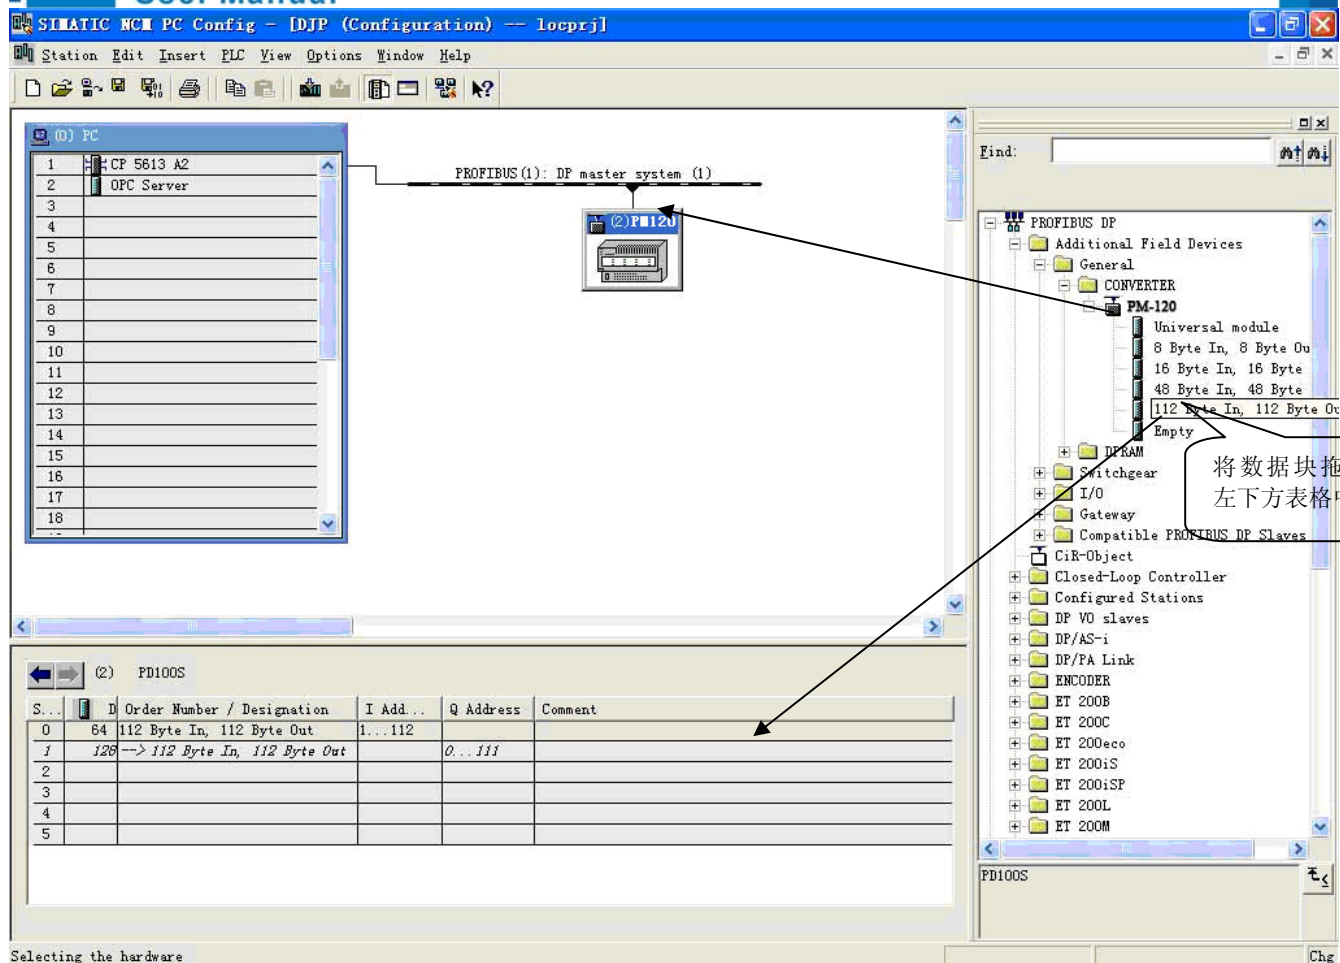 User Manual
SIMATIC NCM PC Config - [DJP (Configuration) -- locprj]
Station Edit Insert PLC View Options Window Help
(0) PC
1 CP 5613 A2
2 OPC Server
3
4
5
6
7
8
9
10
11
12
13
14
15
16
17
18
PROFIBUS(1): DP master system (1)
(2)PM120
Find:
PROFIBUS DP
Additional Field Devices
General
CONVERTER
PM-120
Universal module
8 Byte In, 8 Byte Ou
16 Byte In, 16 Byte
48 Byte In, 48 Byte
112 Byte In, 112 Byte Ou
Empty
DPRAM
Switchgear
I/O
Gateway
Compatible PROFIBUS DP Slaves
CiR-Object
Closed-Loop Controller
Configured Stations
DP V0 slaves
DP/AS-i
DP/PA Link
ENCODER
ET 200B
ET 200C
ET 200eco
ET 200iS
ET 200iSP
ET 200L
ET 200M
将数据块拖
左下方表格中
(2) PD100S
S... D Order Number / Designation I Add... Q Address Comment
0 64 112 Byte In, 112 Byte Out 1...112
1 128 --> 112 Byte In, 112 Byte Out 0...111
2
3
4
5
PD100S
Selecting the hardware
Chg